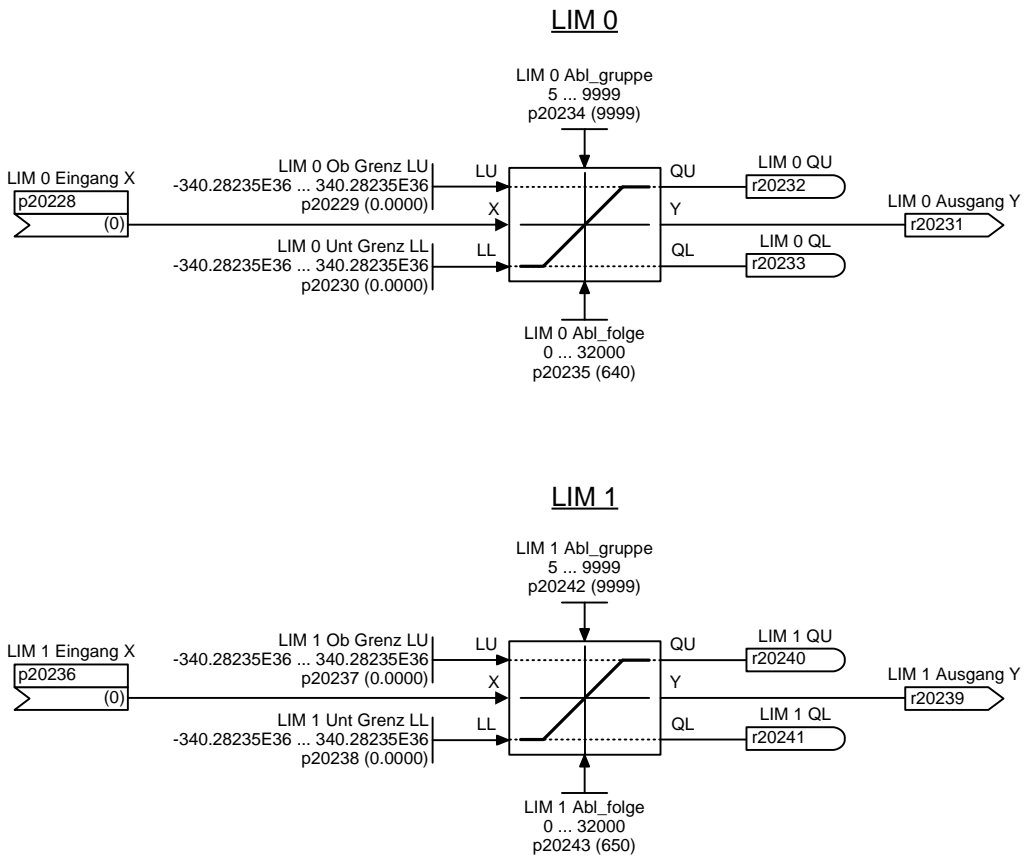 LIM 0
LIM 0 Abl_gruppe
5 ... 9999
p20234 (9999)
LIM 0 Eingang X
p20228
(0)
LIM 0 Ob Grenz LU
-340.28235E36 ... 340.28235E36
p20229 (0.0000)
LU
X
LIM 0 Unt Grenz LL
-340.28235E36 ... 340.28235E36
p20230 (0.0000)
LL
QU
LIM 0 QU
r20232
Y
LIM 0 Ausgang Y
r20231
QL
LIM 0 QL
r20233
LIM 0 Abl_folge
0 ... 32000
p20235 (640)
LIM 1
LIM 1 Abl_gruppe
5 ... 9999
p20242 (9999)
LIM 1 Eingang X
p20236
(0)
LIM 1 Ob Grenz LU
-340.28235E36 ... 340.28235E36
p20237 (0.0000)
LU
X
LIM 1 Unt Grenz LL
-340.28235E36 ... 340.28235E36
p20238 (0.0000)
LL
QU
LIM 1 QU
r20240
Y
LIM 1 Ausgang Y
r20239
QL
LIM 1 QL
r20241
LIM 1 Abl_folge
0 ... 32000
p20243 (650)